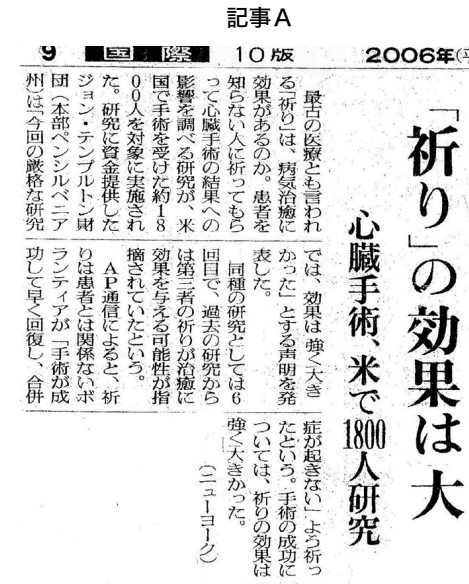 記事A
9 国際 10版 2006年
「祈り」の効果は大
心臓手術、米で1800人研究
最古の医療とも言われ
る「祈り」は、病気治癒に
効果があるのか。患者を
知らない人に祈ってもら
って心臓手術の結果への
影響を調べる研究が、米
国で手術を受けた約18
00人を対象に実施され
た。研究に資金提供した
ジョン・テンプルトン財
団(本部ペンシルベニア
州)は「今回の厳格な研究
では、効果は強く大き
かった」とする声明を発
表した。
同種の研究としては6
回目で、過去の研究から
は第三者の祈りが治癒に
効果を与える可能性が指
摘されていたという。
AP通信によると、祈
りは患者とは関係ないボ
ランティアが「手術が成
功して早く回復し、合併
症が起きない」よう祈っ
たという。手術の成功に
ついては、祈りの効果は
強く大きかった。
(ニューヨーク)